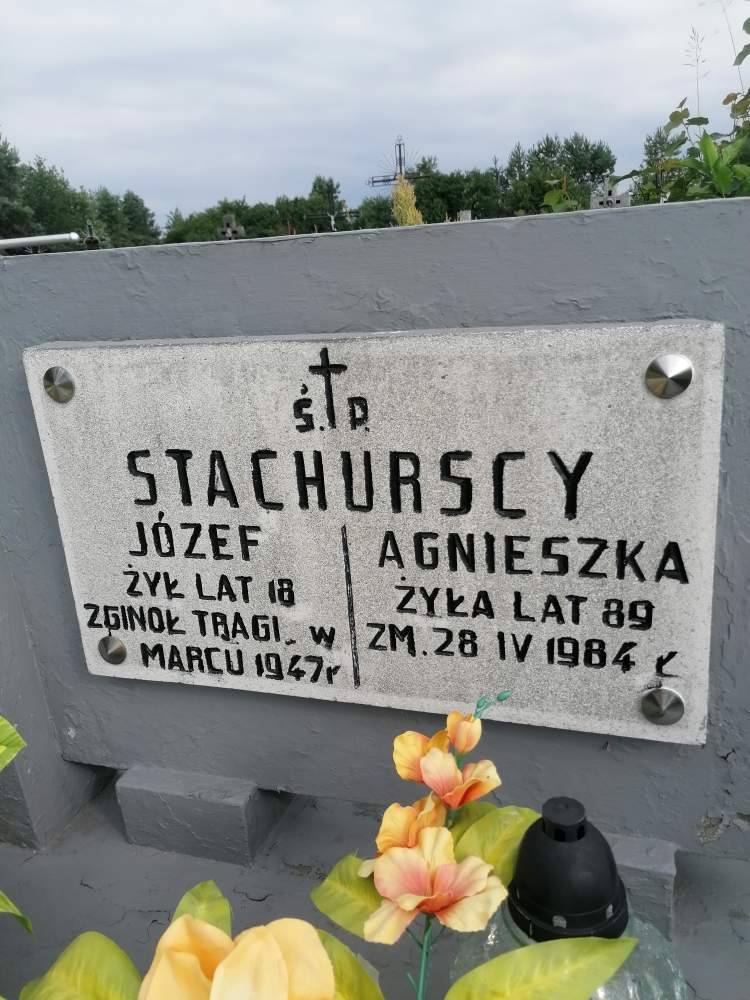 Ś.P.
STACHURSCY
JÓZEF
ŻYŁ LAT 18
ZGINOŁ TRAGI. W
MARCU 1947r
AGNIESZKA
ŻYŁA LAT 89
ZM. 28 IV 1984 r